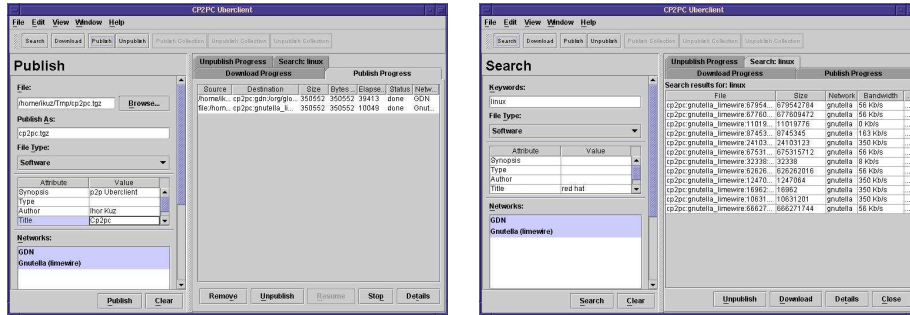 CP2PC Uberclient
File Edit View Window Help
Search Download Publish Unpublish Publish Collection Unpublish Collection Unpublish Collection
Publish
File:
/home/ikuz/Tmp/cp2pc.tgz Browse...
Publish As:
cp2pc.tgz
File Type:
Software
Attribute Value
Synopsis p2p Uberclient
Type
Author Ihor Kuz
Title Cp2pc
Networks:
GDN
Gnutella (limewire)
Publish Clear
Unpublish Progress Search: linux
Download Progress Publish Progress
Source Destination Size Bytes ... Elapse... Status Netw...
/home/ik... cp2pc:gdn:/org/glo... 350552 350552 39413 done GDN
file:/hom... cp2pc:gnutella_li... 350552 350552 10049 done Gnut...
Remove Unpublish Resume Stop Details
CP2PC Uberclient
File Edit View Window Help
Search Download Publish Unpublish Publish Collection Unpublish Collection Unpublish Collection
Search
Keywords:
linux
File Type:
Software
Attribute Value
Synopsis
Type
Author
Title red hat
Networks:
GDN
Gnutella (limewire)
Search Clear
Unpublish Progress Search: linux
Download Progress Publish Progress
Search results for: linux
File Size Network Bandwidth ...
cp2pc:gnutella_limewire:67954... 679542784 gnutella 56 Kb/s ...
cp2pc:gnutella_limewire:67760... 677609472 gnutella 56 Kb/s ...
cp2pc:gnutella_limewire:11019... 11019776 gnutella 0 Kb/s ...
cp2pc:gnutella_limewire:87453... 8745345 gnutella 163 Kb/s ...
cp2pc:gnutella_limewire:24103... 24103123 gnutella 350 Kb/s ...
cp2pc:gnutella_limewire:67531... 675315712 gnutella 56 Kb/s ...
cp2pc:gnutella_limewire:32338:... 32338 gnutella 8 Kb/s ...
cp2pc:gnutella_limewire:62626... 626262016 gnutella 56 Kb/s ...
cp2pc:gnutella_limewire:12470... 1247064 gnutella 350 Kb/s ...
cp2pc:gnutella_limewire:16962:... 16962 gnutella 350 Kb/s ...
cp2pc:gnutella_limewire:10631... 10631201 gnutella 350 Kb/s ...
cp2pc:gnutella_limewire:66627... 666271744 gnutella 56 Kb/s ...
Unpublish Download Details Close